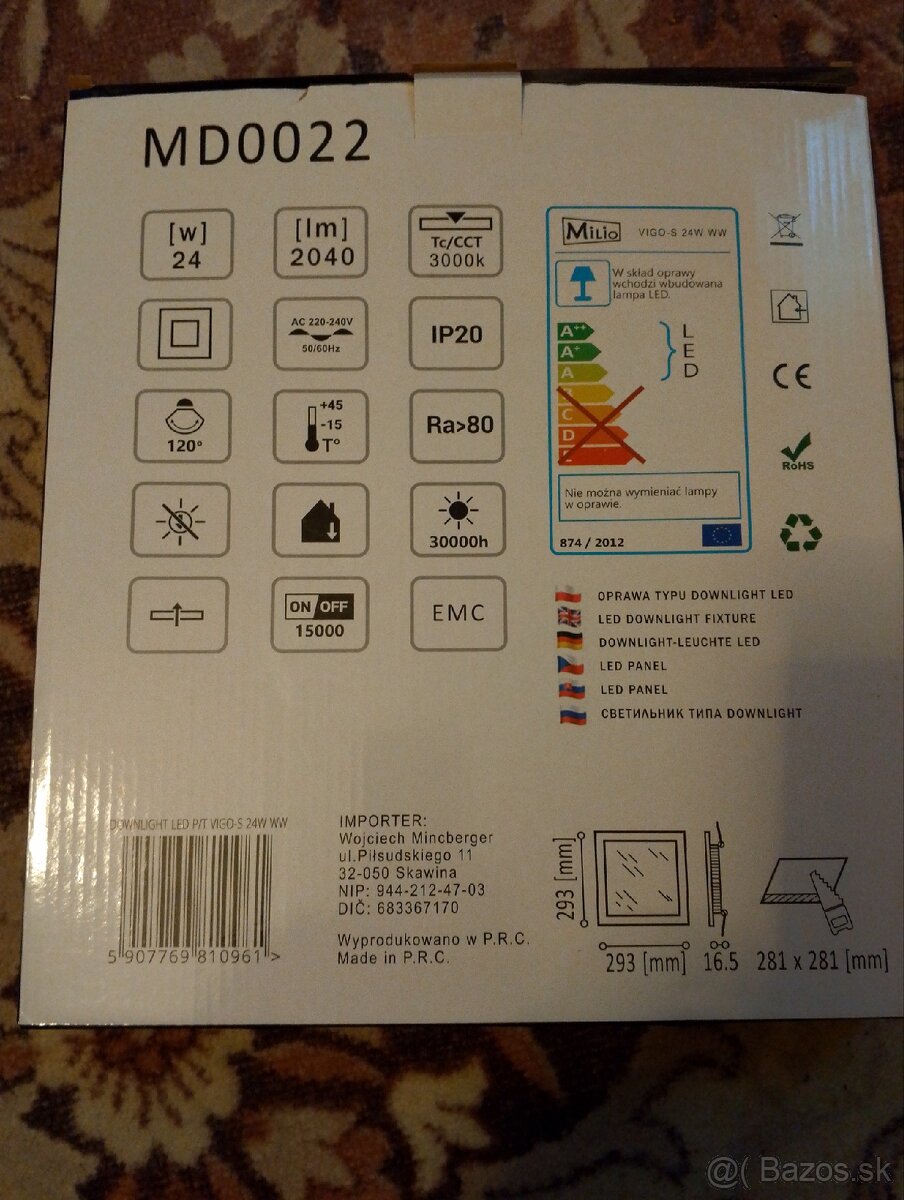 MD0022
[w]
24
[lm]
2040
Tc/CCT
3000k
AC 220-240V
50/60Hz
IP20
120°
+45
-15
T°
Ra>80
30000h
ON/OFF
15000
EMC
MiLio VIGO-S 24W WW
W skład oprawy
wchodzi wbudowana
lampa LED.
A++
A+
A
C
D
L
E
D
Nie można wymieniać lampy
w oprawie.
874 / 2012
CE
RoHS
OPRAWA TYPU DOWNLIGHT LED
LED DOWNLIGHT FIXTURE
DOWNLIGHT-LEUCHTE LED
LED PANEL
LED PANEL
СВЕТИЛЬНИК ТИПА DOWNLIGHT
DOWNLIGHT LED P/T VIGO-S 24W WW
5 907769 810961 >
IMPORTER:
Wojciech Mincberger
ul.Piłsudskiego 11
32-050 Skawina
NIP: 944-212-47-03
DIČ: 683367170
Wyprodukowano w P.R.C.
Made in P.R.C.
293 [mm]
293 [mm]
16.5
281 x 281 [mm]
@( Bazos.sk